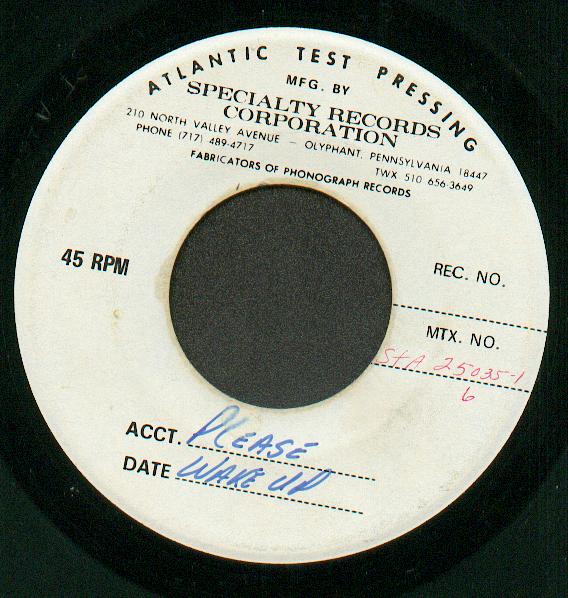 ATLANTIC TEST PRESSING
MFG. BY
SPECIALTY RECORDS
CORPORATION
210 NORTH VALLEY AVENUE — OLYPHANT, PENNSYLVANIA 18447
PHONE (717) 489-4717 TWX 510 656-3649
FABRICATORS OF PHONOGRAPH RECORDS
45 RPM
REC. NO.
MTX. NO.
StA 25035-1
6
ACCT. PLEASE
DATE WAKE UP